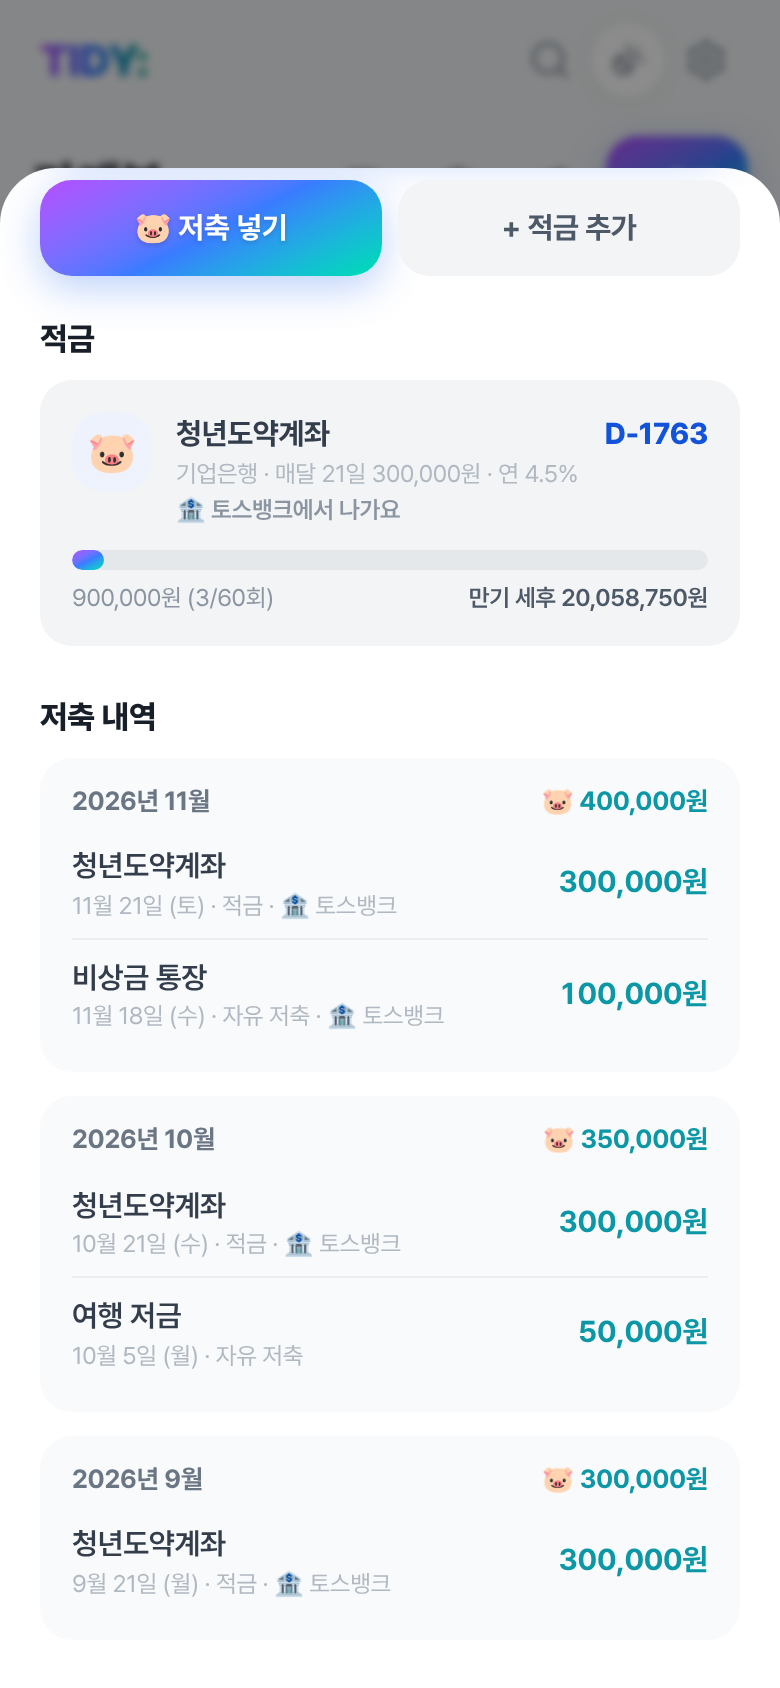 TIDY:
🐷 저축 넣기
+ 적금 추가
적금
청년도약계좌
D-1763
기업은행 · 매달 21일 300,000원 · 연 4.5%
🏦 토스뱅크에서 나가요
900,000원 (3/60회)
만기 세후 20,058,750원
저축 내역
2026년 11월
🐷 400,000원
청년도약계좌
300,000원
11월 21일 (토) · 적금 · 🏦 토스뱅크
비상금 통장
100,000원
11월 18일 (수) · 자유 저축 · 🏦 토스뱅크
2026년 10월
🐷 350,000원
청년도약계좌
300,000원
10월 21일 (수) · 적금 · 🏦 토스뱅크
여행 저금
50,000원
10월 5일 (월) · 자유 저축
2026년 9월
🐷 300,000원
청년도약계좌
300,000원
9월 21일 (월) · 적금 · 🏦 토스뱅크